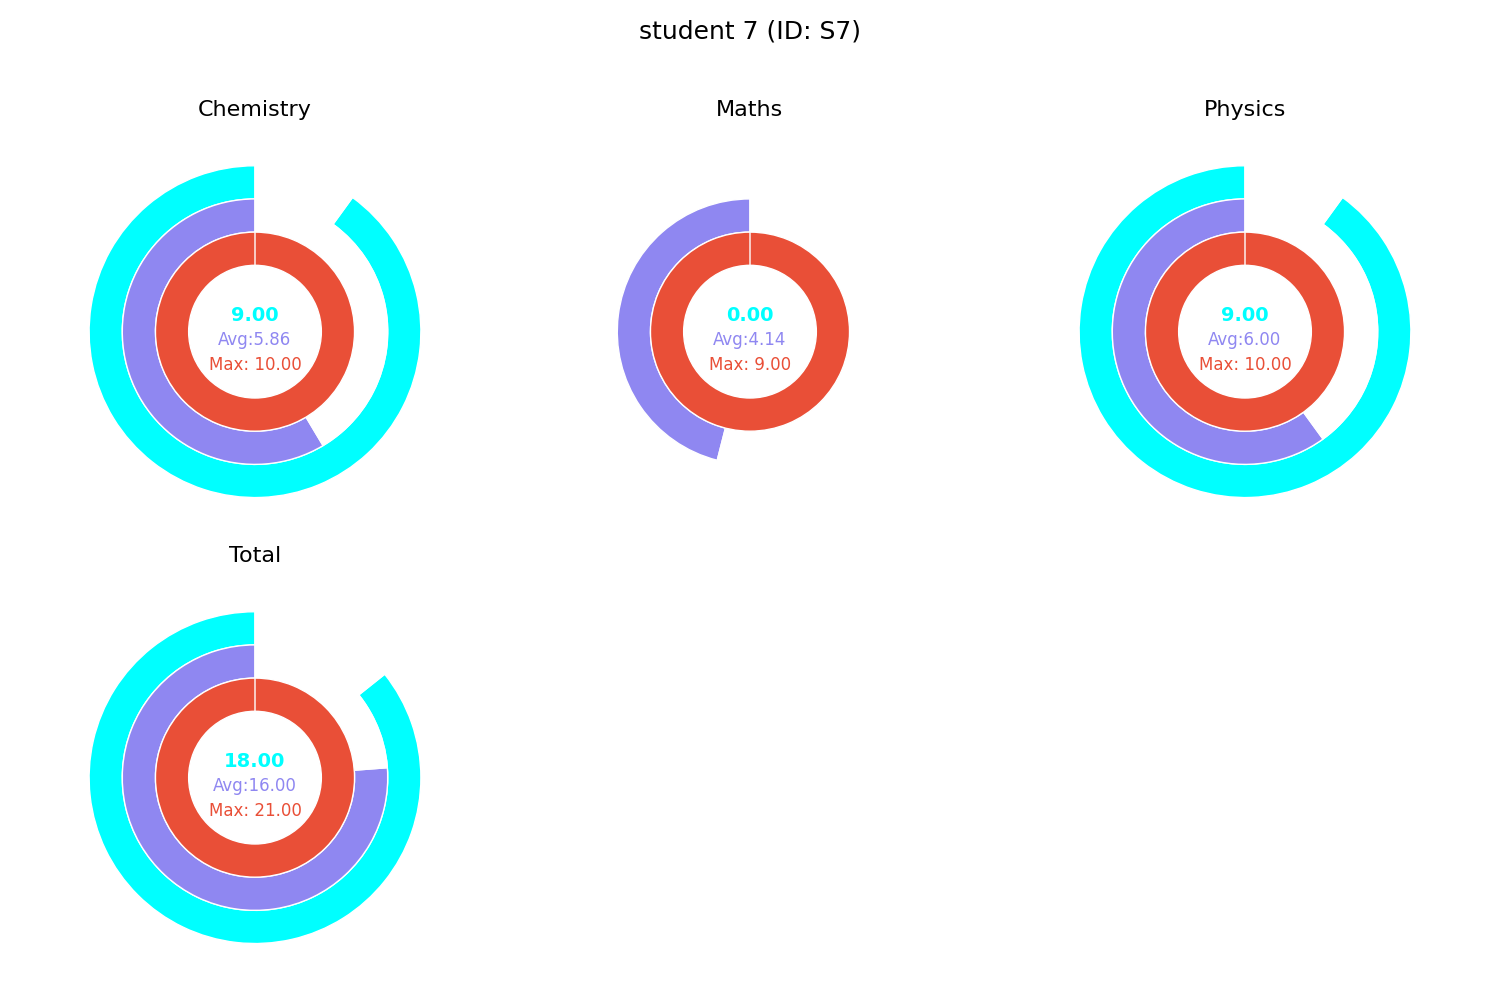 student 7 (ID: S7)
Chemistry
9.00
Avg:5.86
Max: 10.00
Maths
0.00
Avg:4.14
Max: 9.00
Physics
9.00
Avg:6.00
Max: 10.00
Total
18.00
Avg:16.00
Max: 21.00